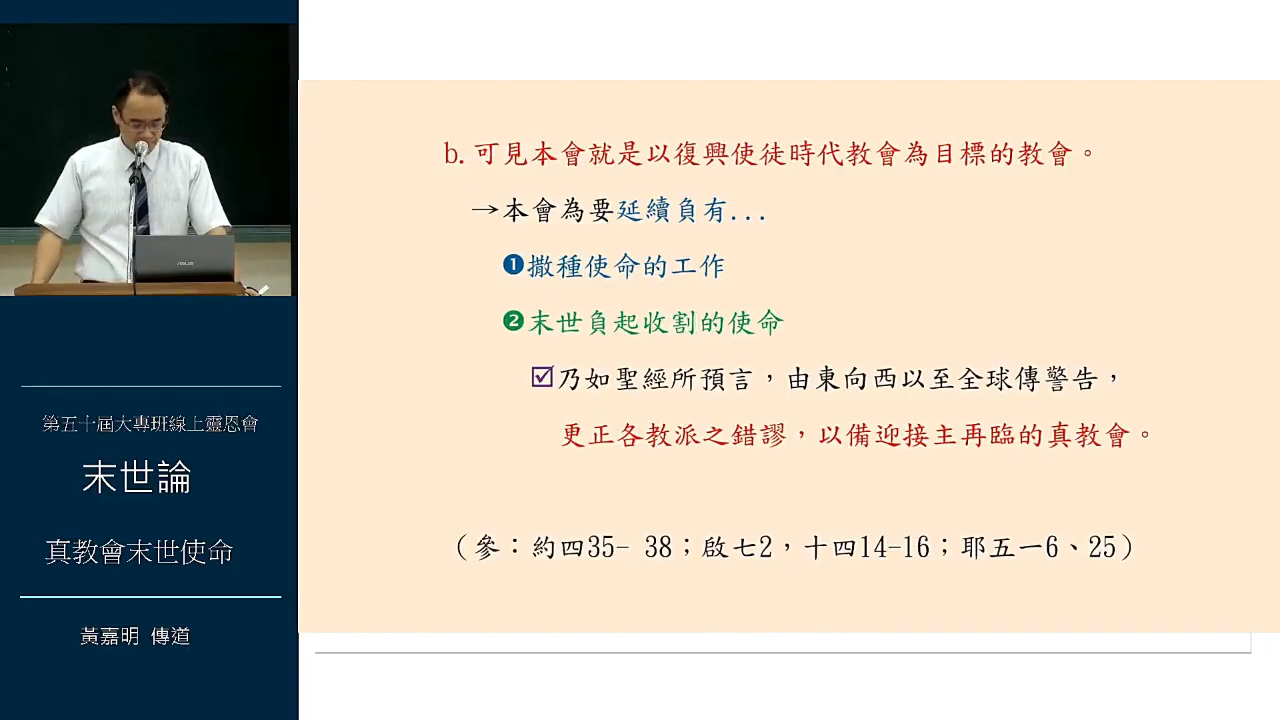 第五十屆大專班線上靈恩會
末世論
真教會末世使命
黃嘉明 傳道
b.可見本會就是以復興使徒時代教會為目標的教會。
→本會為要延續負有...
❶撒種使命的工作
❷末世負起收割的使命
☑乃如聖經所預言，由東向西以至全球傳警告，
更正各教派之錯謬，以備迎接主再臨的真教會。
（參：約四35- 38；啟七2，十四14-16；耶五一6、25）
ASUS